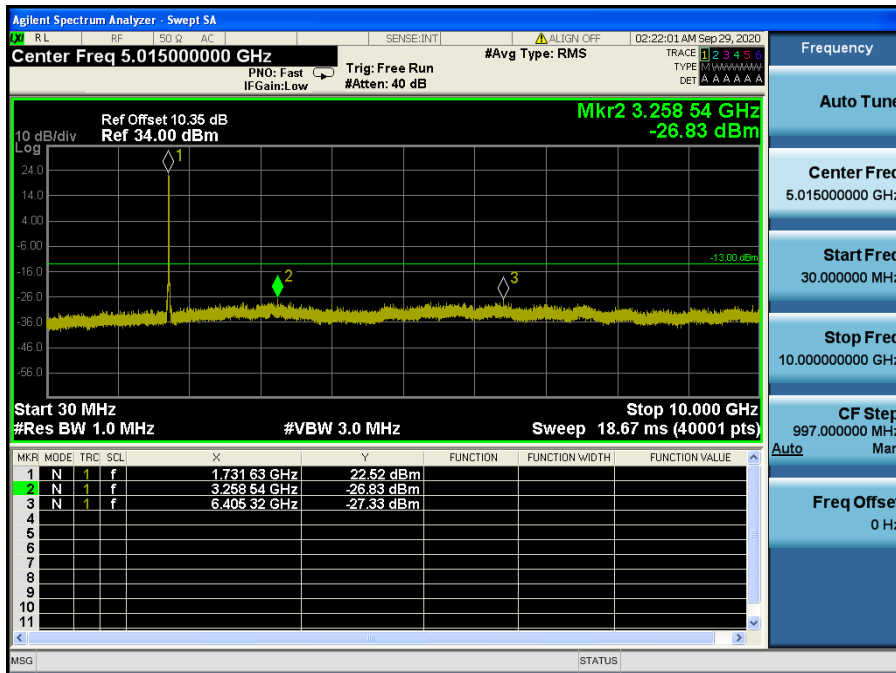 Agilent Spectrum Analyzer - Swept SA
LXI RL RF 50 Ω AC SENSE:INT ALIGN OFF 02:22:01 AM Sep 29, 2020
Center Freq 5.015000000 GHz
PNO: Fast
IFGain:Low
Trig: Free Run
#Atten: 40 dB
#Avg Type: RMS
TRACE 1 2 3 4 5 6
TYPE M W W W W W
DET A A A A A A
Mkr2 3.258 54 GHz
-26.83 dBm
Ref Offset 10.35 dB
10 dB/div Ref 34.00 dBm
Log
24.0
14.0
4.00
-6.00
-16.0
-26.0
-36.0
-46.0
-56.0
1
2
3
-13.00 dBm
Start 30 MHz Stop 10.000 GHz
#Res BW 1.0 MHz #VBW 3.0 MHz Sweep 18.67 ms (40001 pts)
MKR MODE TRC SCL X Y FUNCTION FUNCTION WIDTH FUNCTION VALUE
1 N 1 f 1.731 63 GHz 22.52 dBm
2 N 1 f 3.258 54 GHz -26.83 dBm
3 N 1 f 6.405 32 GHz -27.33 dBm
4
5
6
7
8
9
10
11
MSG STATUS
Frequency
Auto Tune
Center Freq
5.015000000 GHz
Start Freq
30.000000 MHz
Stop Freq
10.000000000 GHz
CF Step
997.000000 MHz
Auto Man
Freq Offset
0 Hz